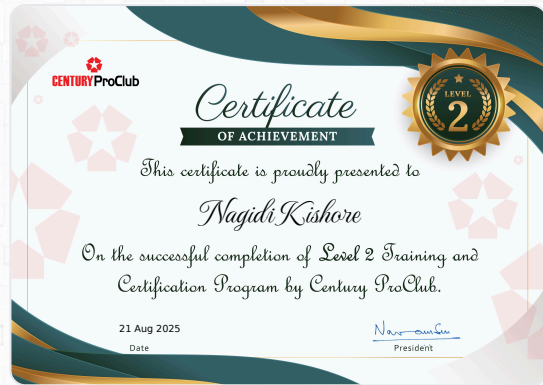 CENTURY ProClub
Certificate
OF ACHIEVEMENT
LEVEL
2
This certificate is proudly presented to
Nagidi Kishore
On the successful completion of Level 2 Training and
Certification Program by Century ProClub.
21 Aug 2025
Date
President